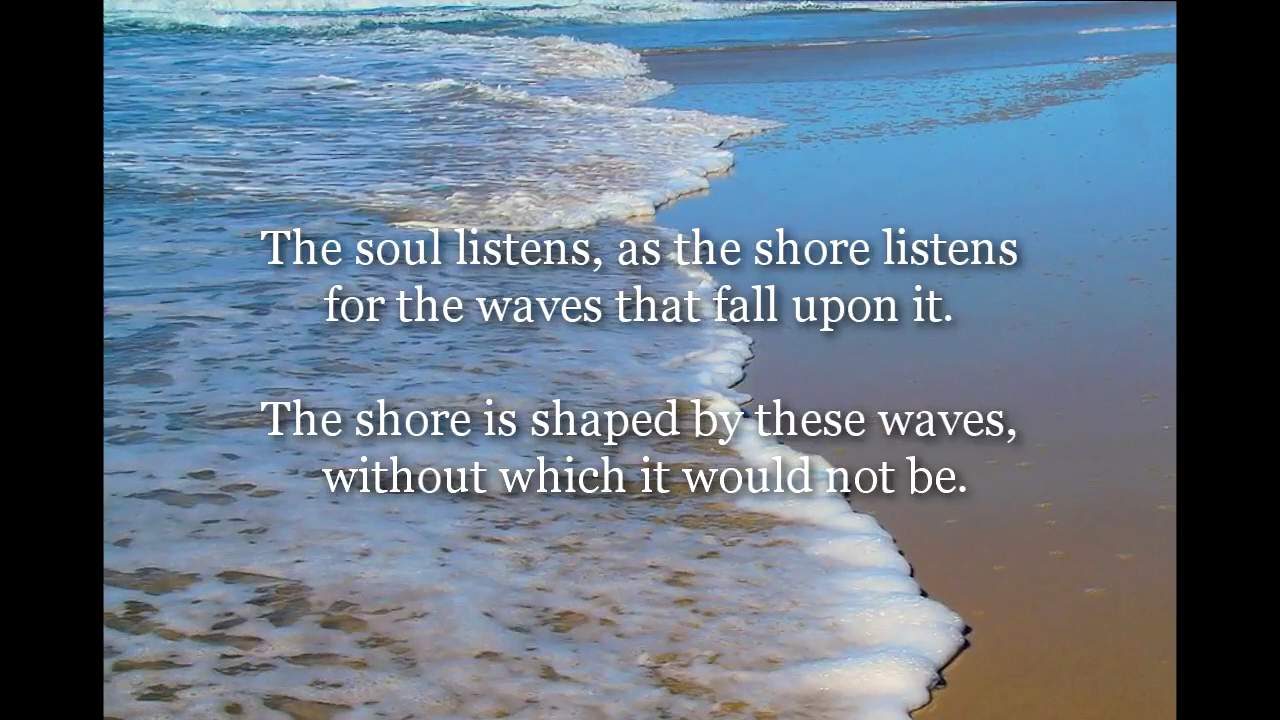 The soul listens, as the shore listens
for the waves that fall upon it.
The shore is shaped by these waves,
without which it would not be.